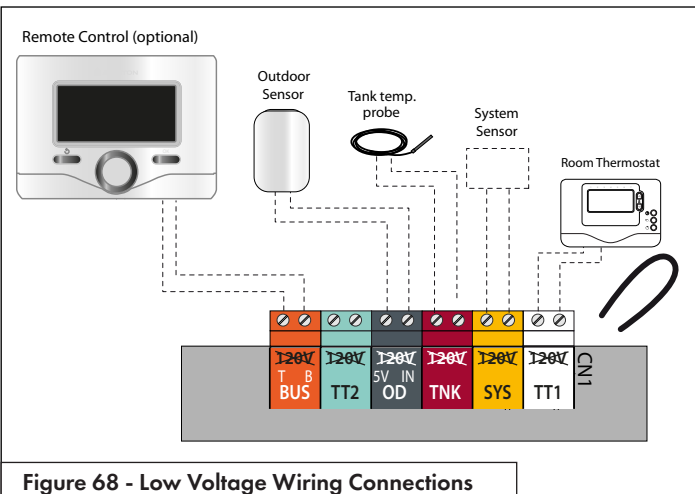 Remote Control (optional)
Outdoor
Sensor
Tank temp.
probe
System
Sensor
Room Thermostat
120V 120V 120V 120V 120V 120V
T B 5V IN
BUS TT2 OD TNK SYS TT1
CN1
Figure 68 - Low Voltage Wiring Connections